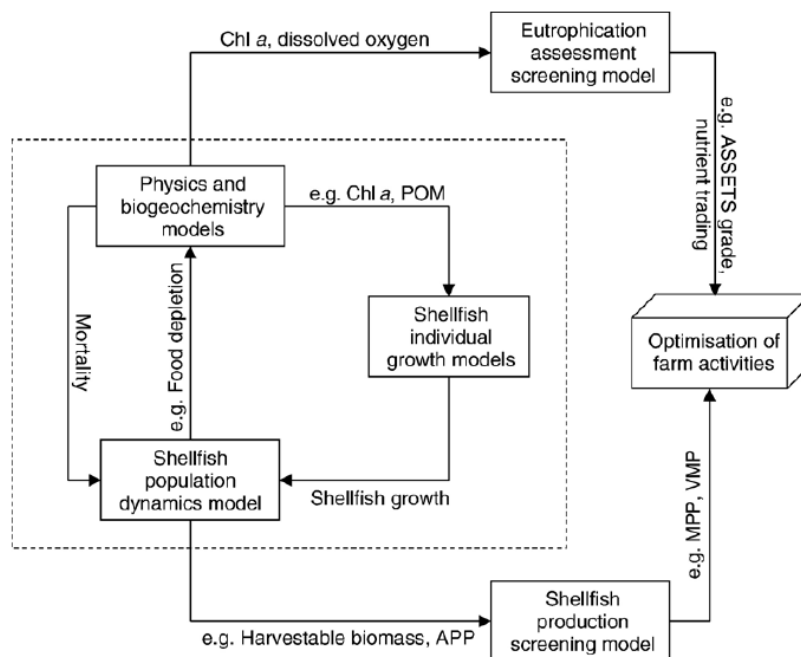 Chl a, dissolved oxygen
Eutrophication
assessment
screening model
e.g. ASSETS grade,
nutrient trading
Physics and
biogeochemistry
models
e.g. Chl a, POM
Mortality
e.g. Food depletion
Shellfish
individual
growth models
Optimisation of
farm activities
Shellfish
population
dynamics model
Shellfish growth
e.g. MPP, VMP
e.g. Harvestable biomass, APP
Shellfish
production
screening model